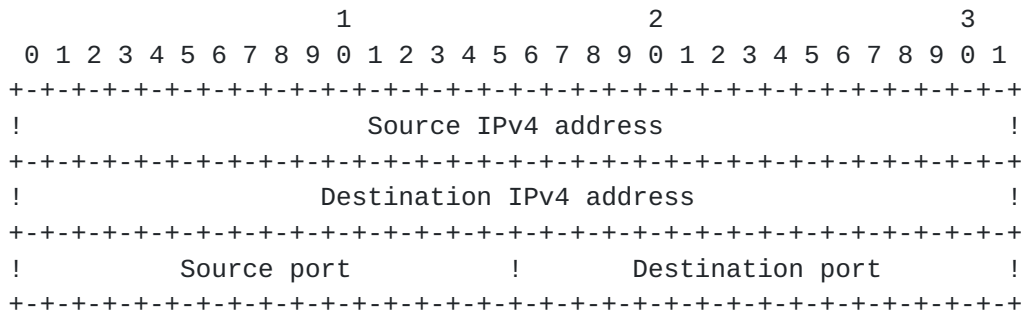 1                   2                   3
 0 1 2 3 4 5 6 7 8 9 0 1 2 3 4 5 6 7 8 9 0 1 2 3 4 5 6 7 8 9 0 1
+-+-+-+-+-+-+-+-+-+-+-+-+-+-+-+-+-+-+-+-+-+-+-+-+-+-+-+-+-+-+-+-+
!                      Source IPv4 address                      !
+-+-+-+-+-+-+-+-+-+-+-+-+-+-+-+-+-+-+-+-+-+-+-+-+-+-+-+-+-+-+-+-+
!                   Destination IPv4 address                    !
+-+-+-+-+-+-+-+-+-+-+-+-+-+-+-+-+-+-+-+-+-+-+-+-+-+-+-+-+-+-+-+-+
!          Source port          !       Destination port        !
+-+-+-+-+-+-+-+-+-+-+-+-+-+-+-+-+-+-+-+-+-+-+-+-+-+-+-+-+-+-+-+-+